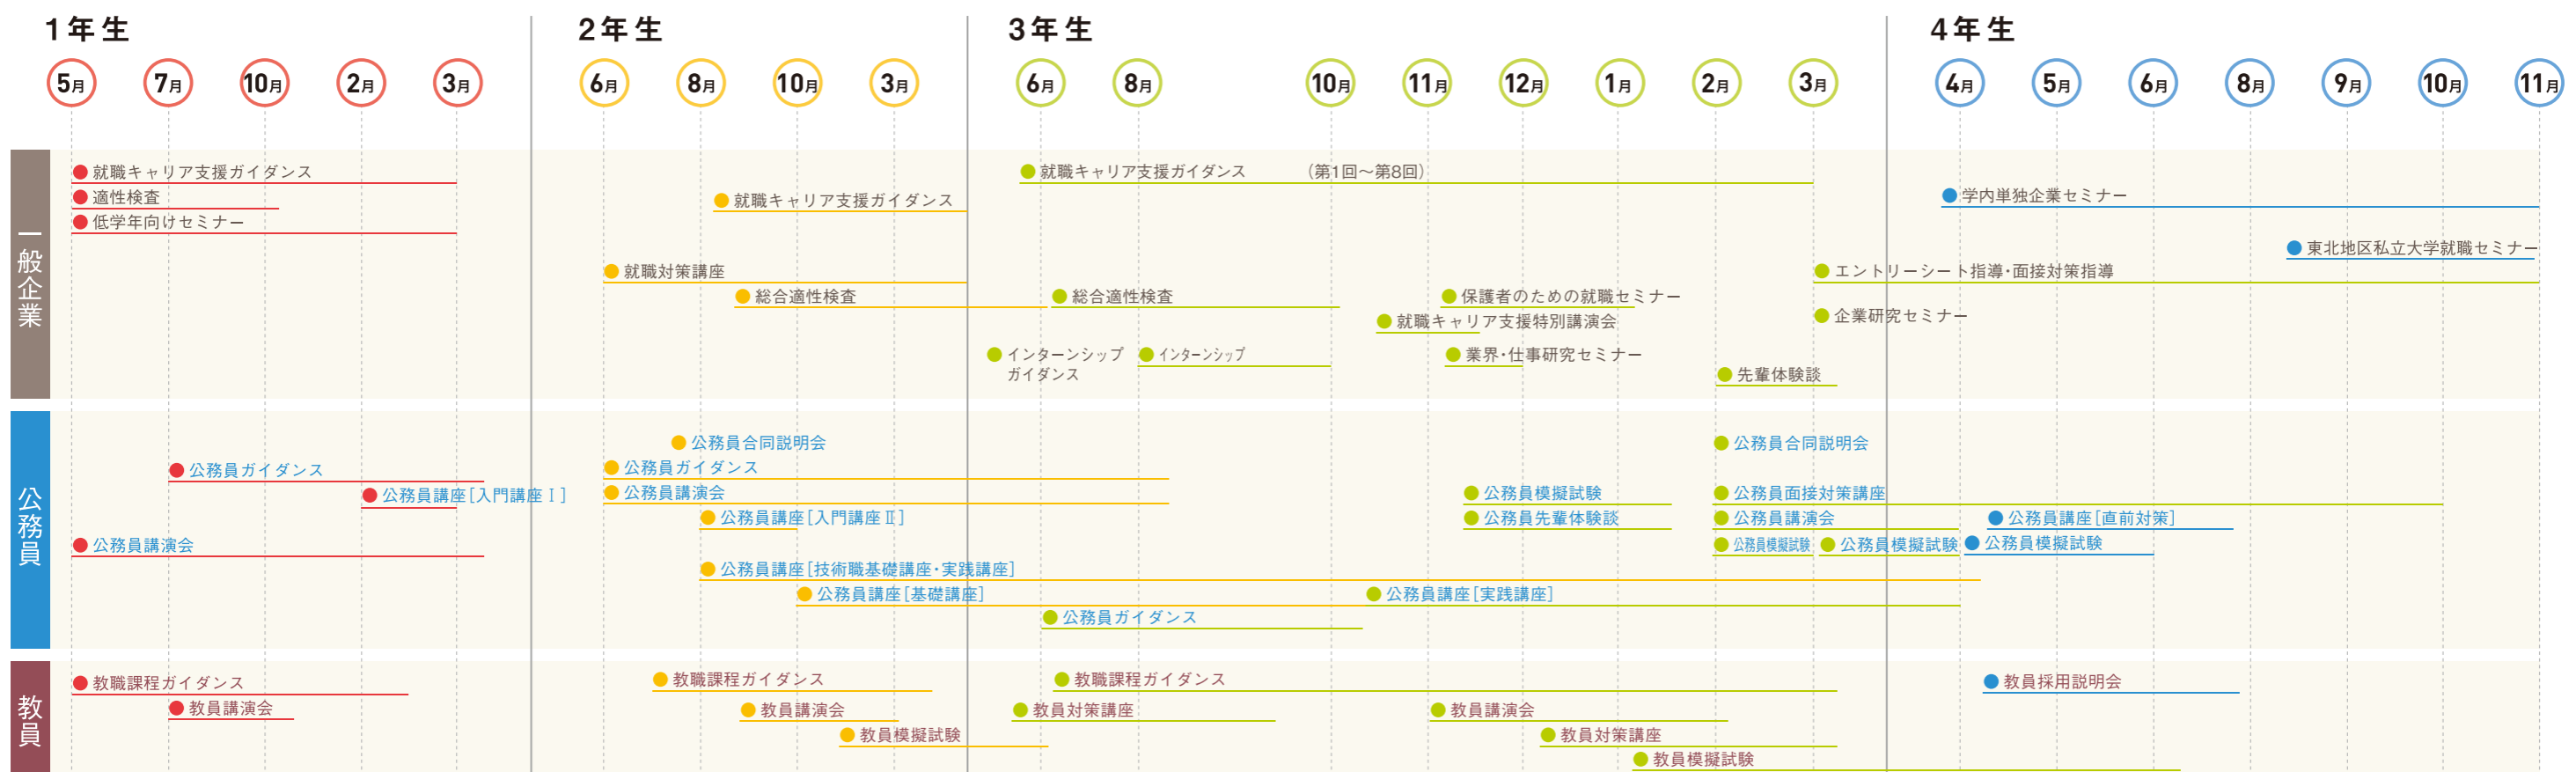 1年生
2年生
3年生
4年生
5月 7月 10月 2月 3月 6月 8月 10月 3月 6月 8月 10月 11月 12月 1月 2月 3月 4月 5月 6月 8月 9月 10月 11月
一般企業
就職キャリア支援ガイダンス
適性検査
低学年向けセミナー
就職キャリア支援ガイダンス
就職対策講座
総合適性検査
就職キャリア支援ガイダンス （第1回～第8回）
総合適性検査
保護者のための就職セミナー
就職キャリア支援特別講演会
インターンシップ
ガイダンス
インターンシップ
業界・仕事研究セミナー
先輩体験談
エントリーシート指導・面接対策指導
企業研究セミナー
学内単独企業セミナー
東北地区私立大学就職セミナー
公務員
公務員ガイダンス
公務員講座［入門講座Ⅰ］
公務員講演会
公務員合同説明会
公務員ガイダンス
公務員講演会
公務員講座［入門講座Ⅱ］
公務員講座［技術職基礎講座・実践講座］
公務員講座［基礎講座］
公務員ガイダンス
公務員模擬試験
公務員先輩体験談
公務員講座［実践講座］
公務員合同説明会
公務員面接対策講座
公務員講演会
公務員模擬試験
公務員模擬試験
公務員講座［直前対策］
公務員模擬試験
教員
教職課程ガイダンス
教員講演会
教職課程ガイダンス
教員講演会
教員模擬試験
教職課程ガイダンス
教員対策講座
教員講演会
教員対策講座
教員模擬試験
教員採用説明会